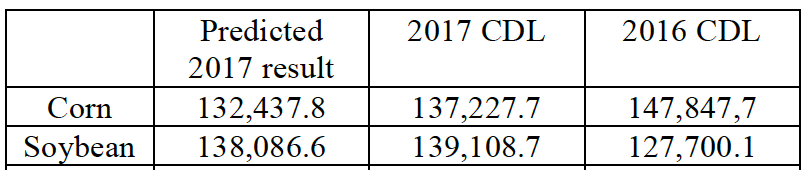 Predicted 2017 result 2017 CDL 2016 CDL
Corn 132,437.8 137,227.7 147,847,7
Soybean 138,086.6 139,108.7 127,700.1